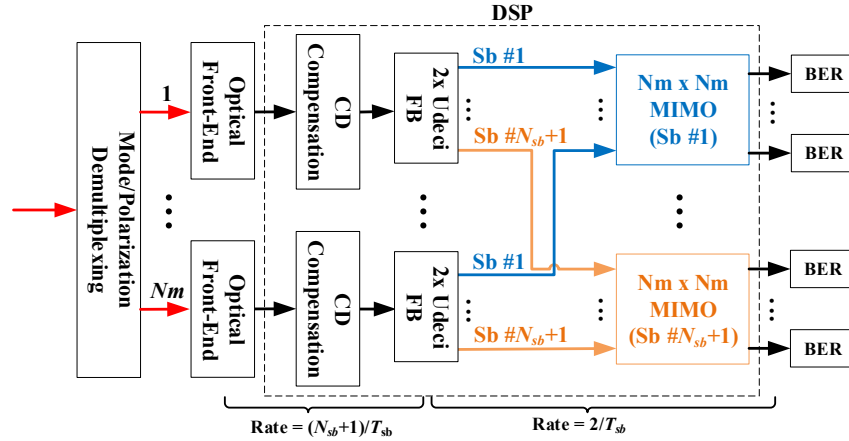 DSP
Mode/Polarization
Demultiplexing
1
Nm
Optical
Front-End
CD
Compensation
2x Udeci
FB
Sb #1
Sb #Nsb+1
Nm x Nm
MIMO
(Sb #1)
BER
BER
Optical
Front-End
CD
Compensation
2x Udeci
FB
Sb #1
Sb #Nsb+1
Nm x Nm
MIMO
(Sb #Nsb+1)
BER
BER
Rate = (Nsb+1)/Tsb
Rate = 2/Tsb